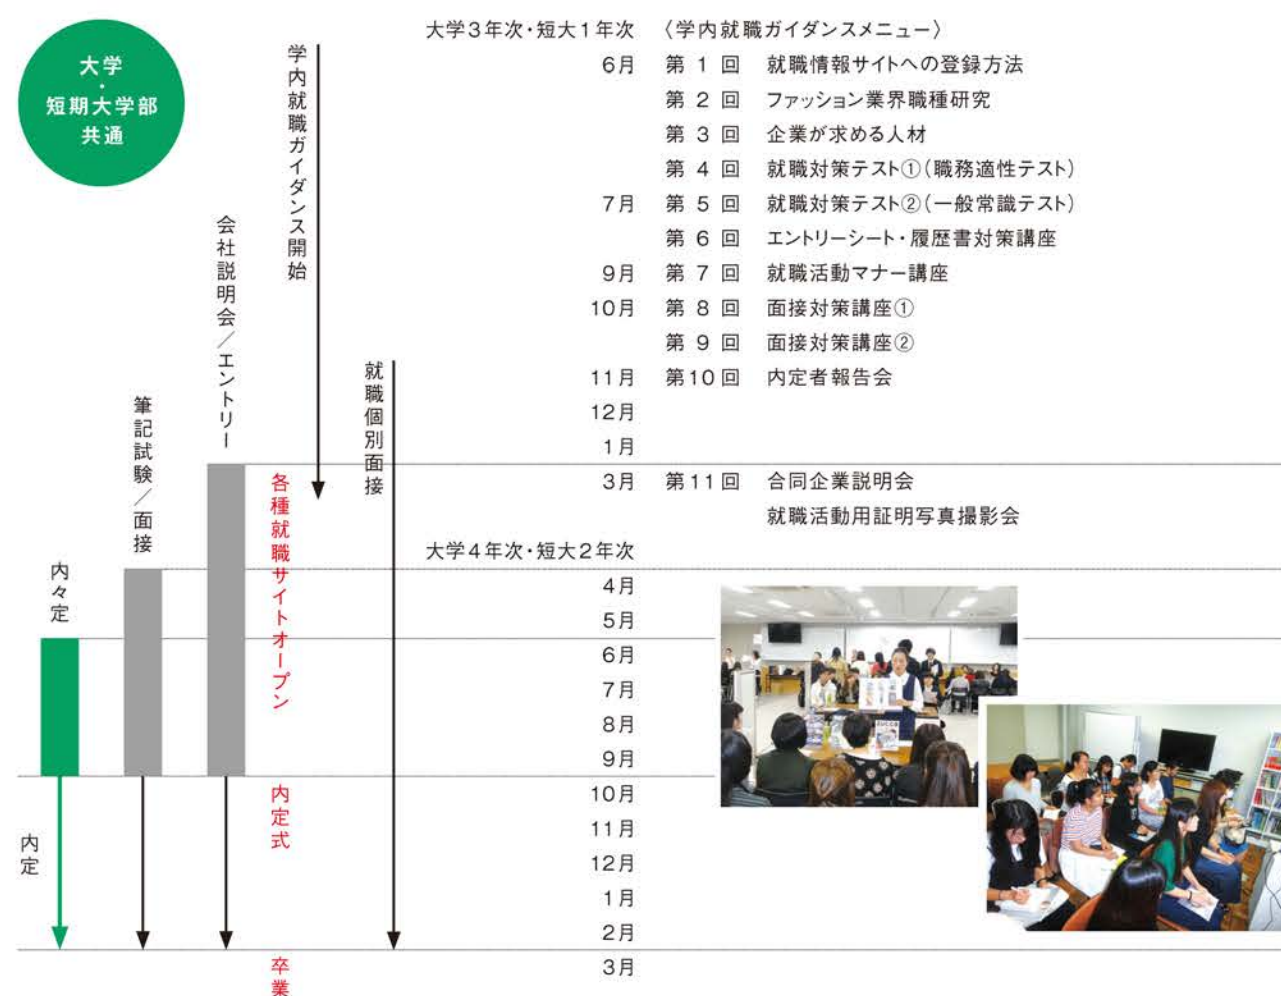 大学
・
短期大学部
共通
学内就職ガイダンス開始
会社説明会／エントリー
就職個別面接
筆記試験／面接
内々定
内定
各種就職サイトオープン
内定式
卒業
大学3年次・短大1年次 〈学内就職ガイダンスメニュー〉
6月 第1回 就職情報サイトへの登録方法
第2回 ファッション業界職種研究
第3回 企業が求める人材
第4回 就職対策テスト①（職務適性テスト）
7月 第5回 就職対策テスト②（一般常識テスト）
第6回 エントリーシート・履歴書対策講座
9月 第7回 就職活動マナー講座
10月 第8回 面接対策講座①
第9回 面接対策講座②
11月 第10回 内定者報告会
12月
1月
3月 第11回 合同企業説明会
就職活動用証明写真撮影会
大学4年次・短大2年次
4月
5月
6月
7月
8月
9月
10月
11月
12月
1月
2月
3月